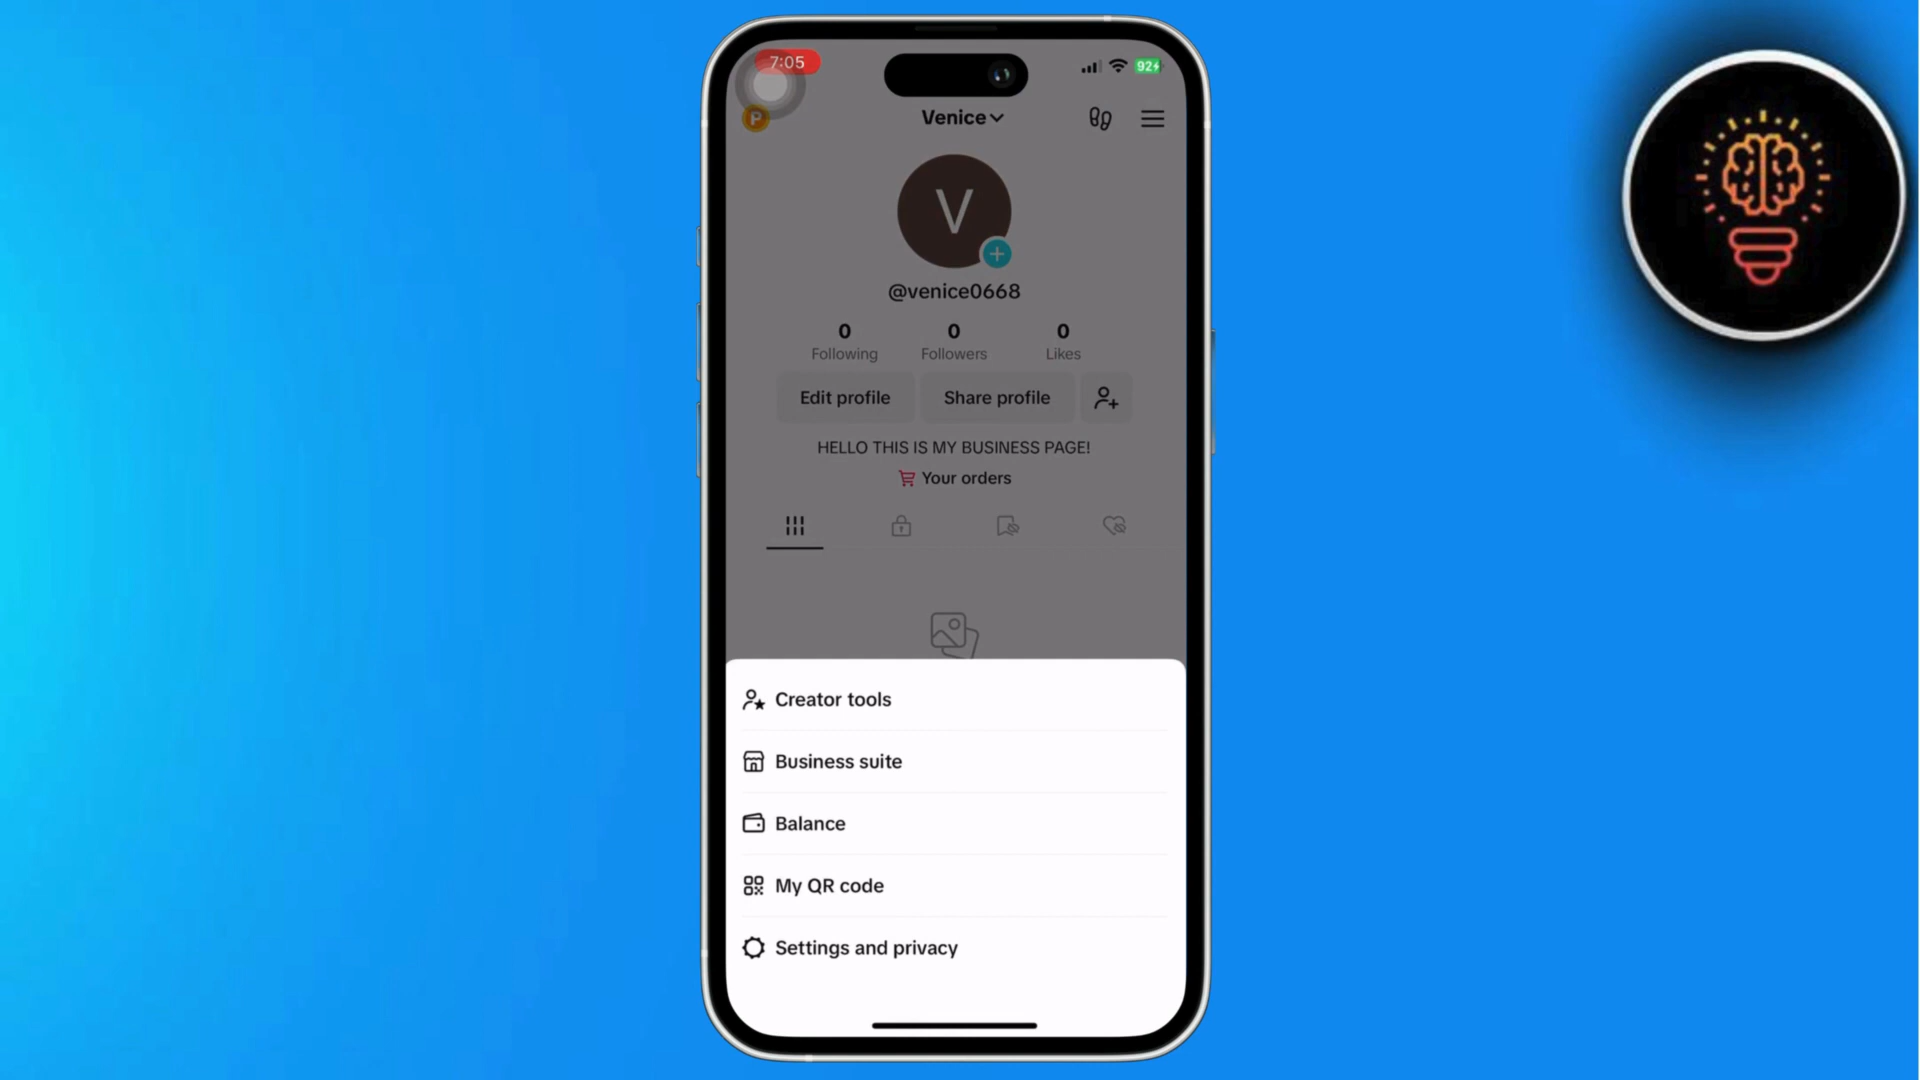 7:05
92
P
Venice
V
@venice0668
0 0 0
Following Followers Likes
Edit profile Share profile
HELLO THIS IS MY BUSINESS PAGE!
Your orders
Creator tools
Business suite
Balance
My QR code
Settings and privacy